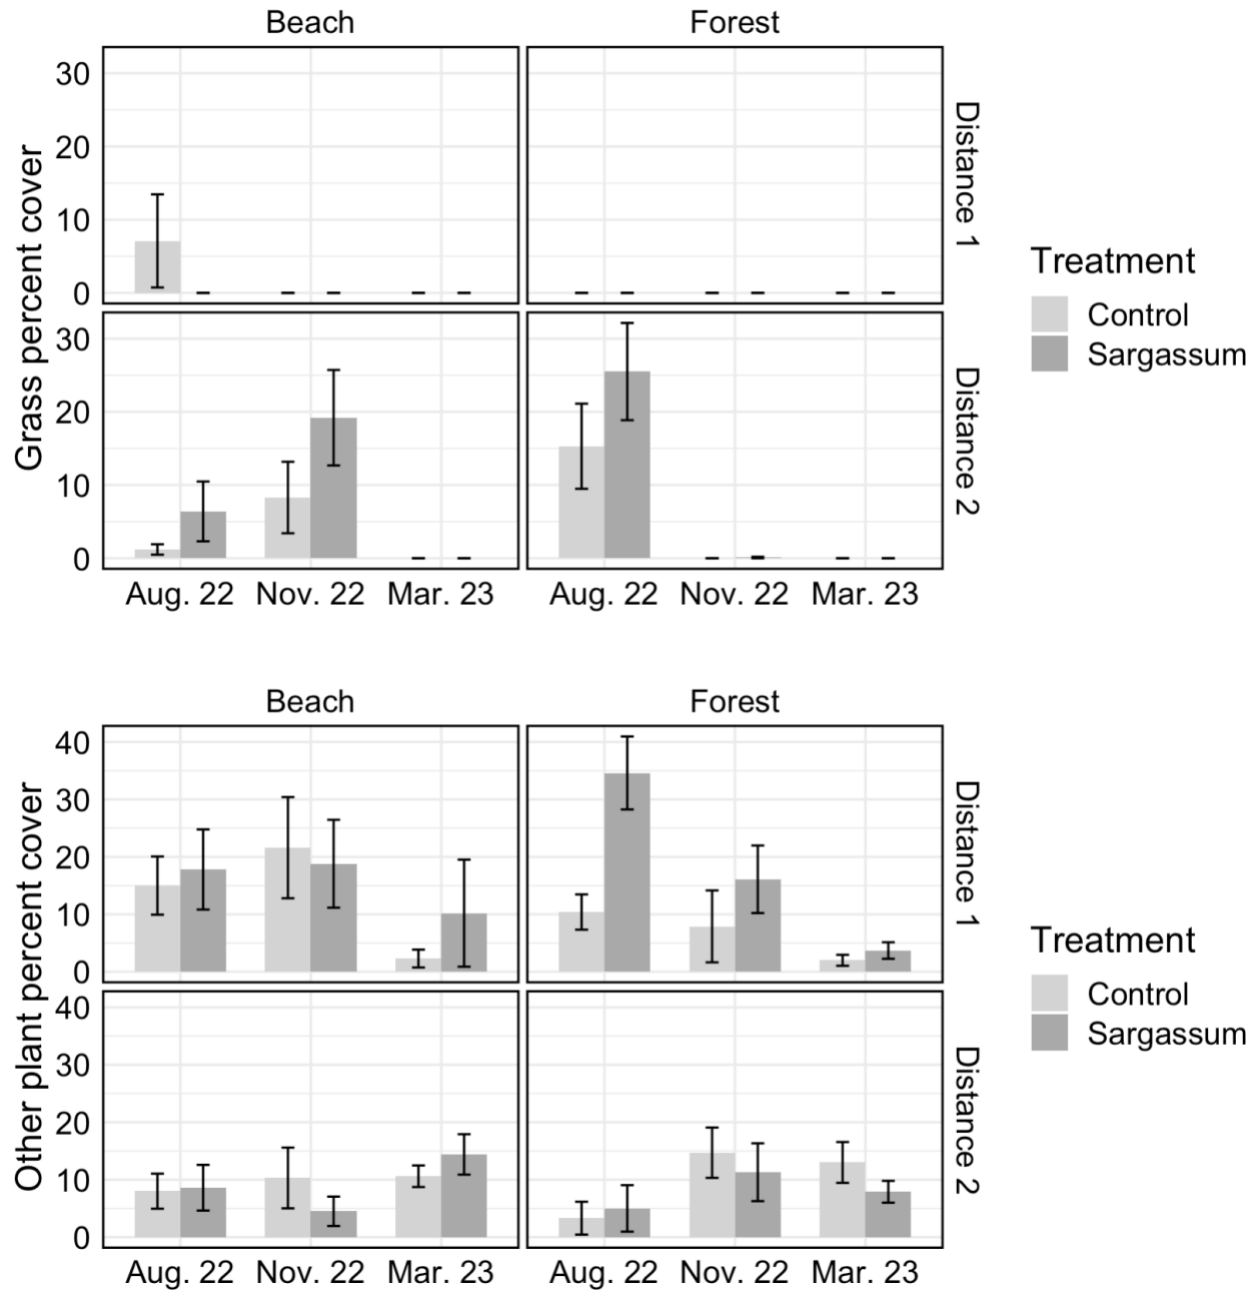 Beach Forest
Grass percent cover
30
20
10
0
Distance 1
30
20
10
0
Distance 2
Aug. 22 Nov. 22 Mar. 23 Aug. 22 Nov. 22 Mar. 23
Treatment
Control
Sargassum
Beach Forest
Other plant percent cover
40
30
20
10
0
Distance 1
40
30
20
10
0
Distance 2
Aug. 22 Nov. 22 Mar. 23 Aug. 22 Nov. 22 Mar. 23
Treatment
Control
Sargassum